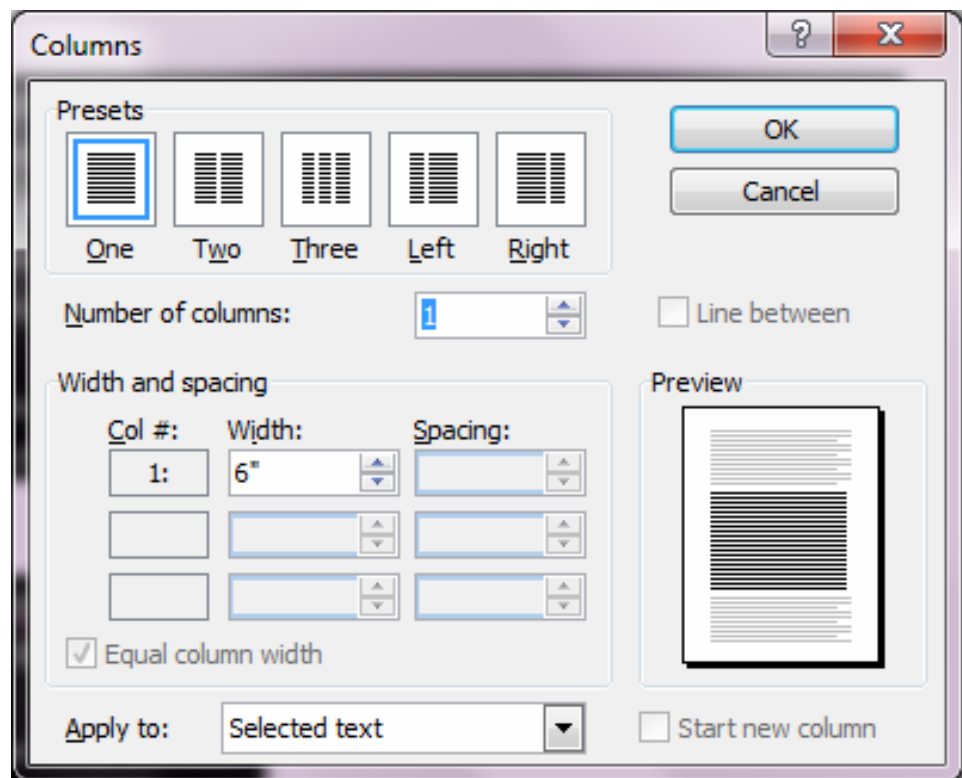 Columns
Presets
OK
Cancel
One Two Three Left Right
Number of columns: 1
Line between
Width and spacing
Preview
Col #: Width: Spacing:
1: 6"
Equal column width
Apply to: Selected text
Start new column